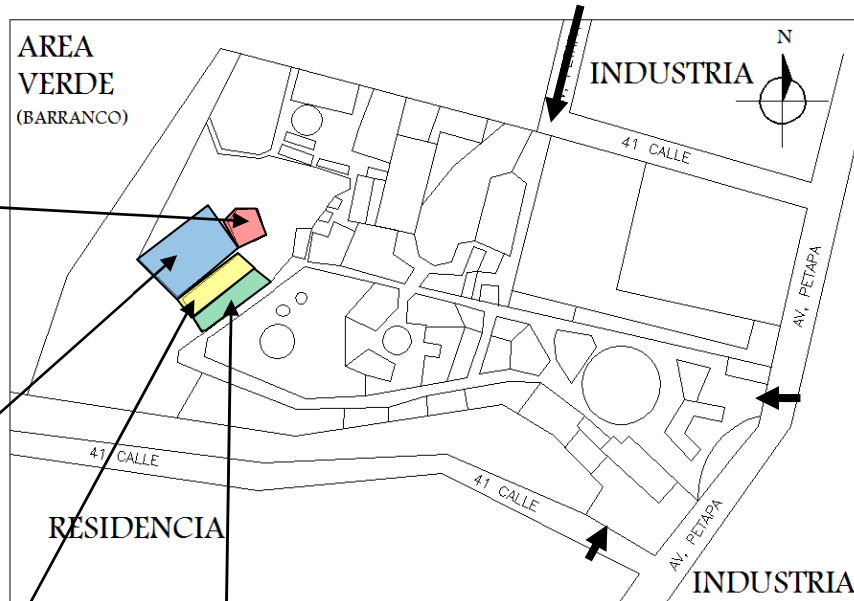 AREA
VERDE
(BARRANCO)
INDUSTRIA
N
41 CALLE
AV. PETAPA
41 CALLE
41 CALLE
RESIDENCIA
AV. PETAPA
INDUSTRIA